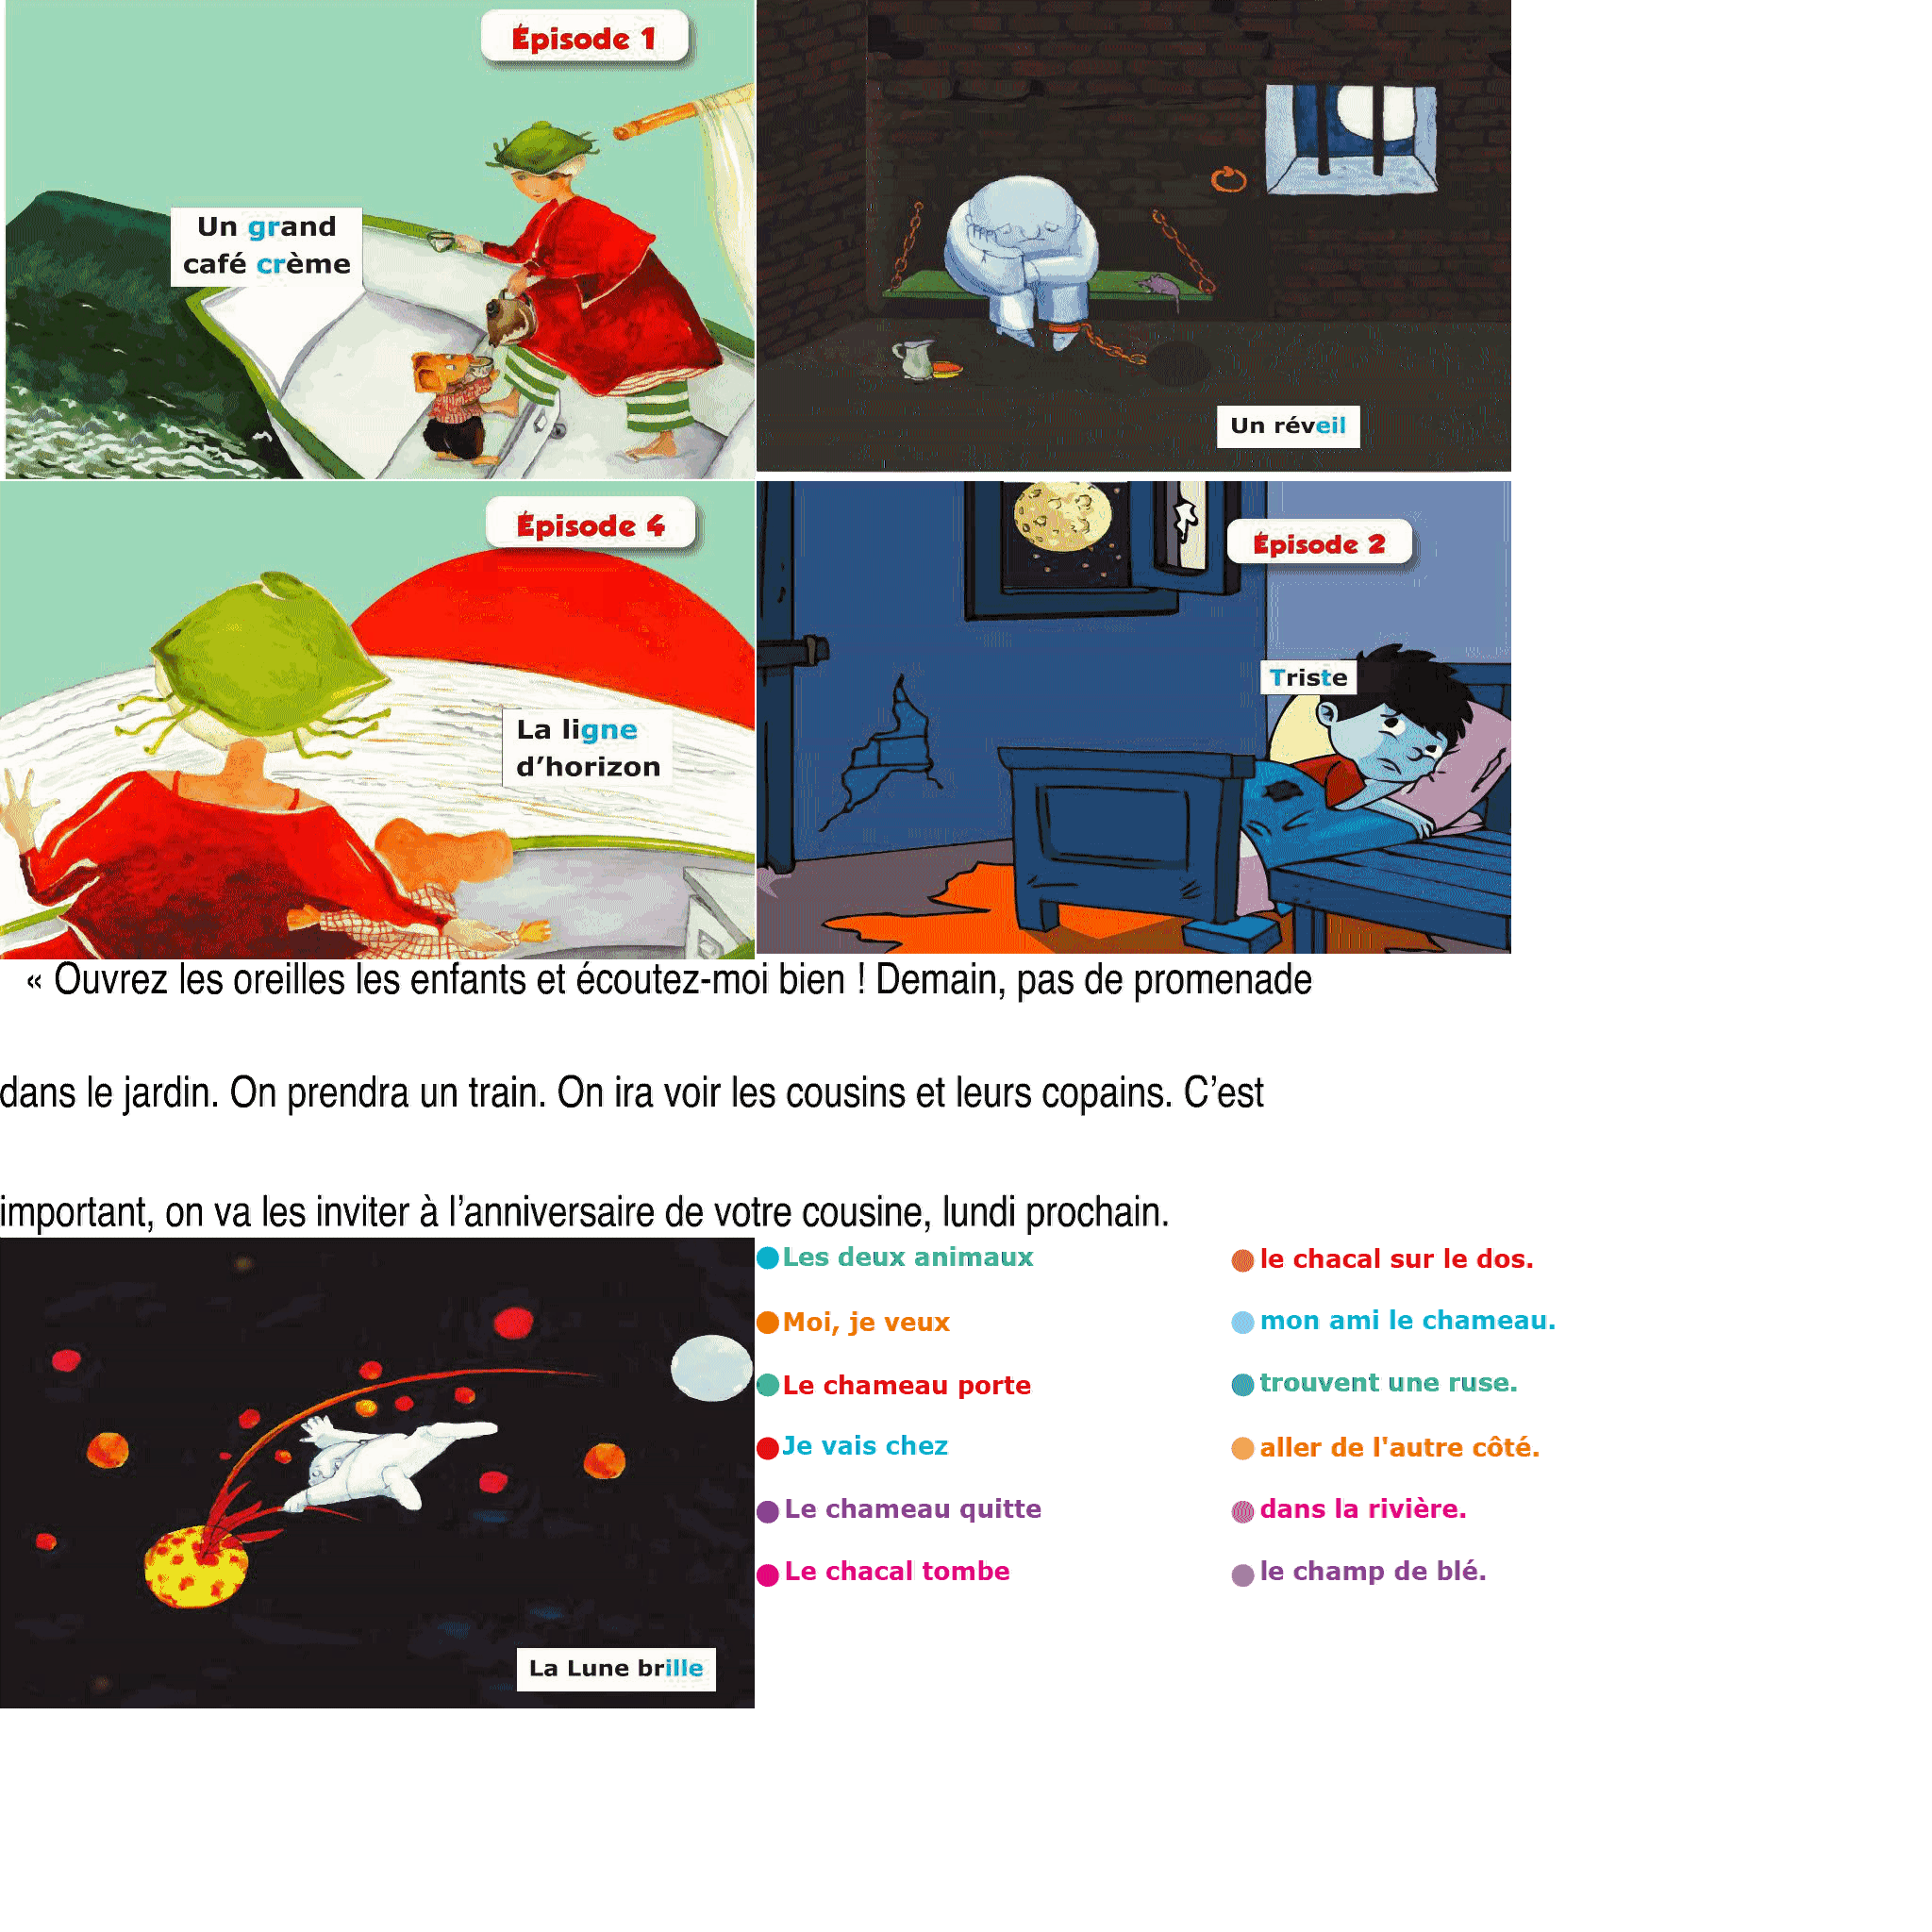 Épisode 1
Un grand
café crème
Un réveil
Épisode 4
La ligne
d'horizon
Épisode 2
Triste
« Ouvrez les oreilles les enfants et écoutez-moi bien ! Demain, pas de promenade
dans le jardin. On prendra un train. On ira voir les cousins et leurs copains. C'est
important, on va les inviter à l'anniversaire de votre cousine, lundi prochain.
La Lune brille
Les deux animaux
Moi, je veux
Le chameau porte
Je vais chez
Le chameau quitte
Le chacal tombe
le chacal sur le dos.
mon ami le chameau.
trouvent une ruse.
aller de l'autre côté.
dans la rivière.
le champ de blé.